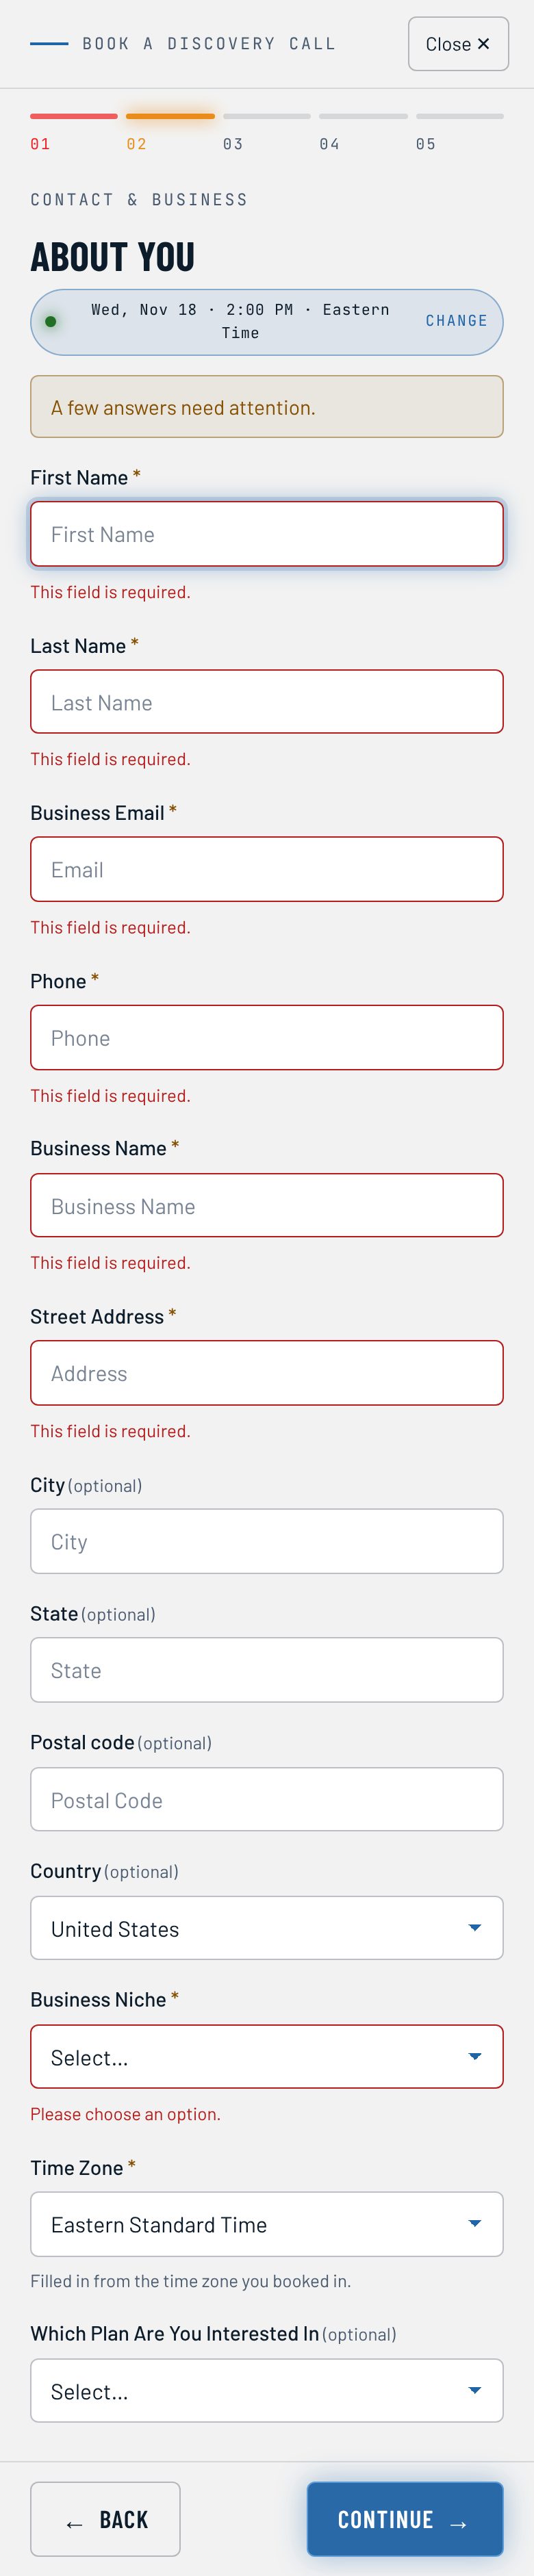 BOOK A DISCOVERY CALL
Close ✕
01 02 03 04 05
CONTACT & BUSINESS
ABOUT YOU
Wed, Nov 18 · 2:00 PM · Eastern
Time
CHANGE
A few answers need attention.
First Name *
First Name
This field is required.
Last Name *
Last Name
This field is required.
Business Email *
Email
This field is required.
Phone *
Phone
This field is required.
Business Name *
Business Name
This field is required.
Street Address *
Address
This field is required.
City (optional)
City
State (optional)
State
Postal code (optional)
Postal Code
Country (optional)
United States
Business Niche *
Select...
Please choose an option.
Time Zone *
Eastern Standard Time
Filled in from the time zone you booked in.
Which Plan Are You Interested In (optional)
Select...
← BACK
CONTINUE →